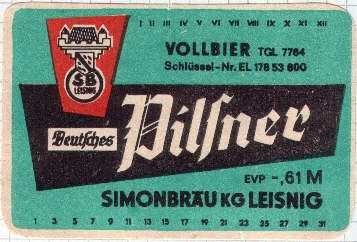 I II III IV V VI VII VIII IX X XI XII
VOLLBIER TGL 7764
Schlüssel-Nr. EL 178 53 800
SB
LEISNIG
Deutsches
Pilsner
EVP -,61 M
SIMONBRÄU KG LEISNIG
1 3 5 7 9 11 13 15 17 19 21 23 25 27 29 31